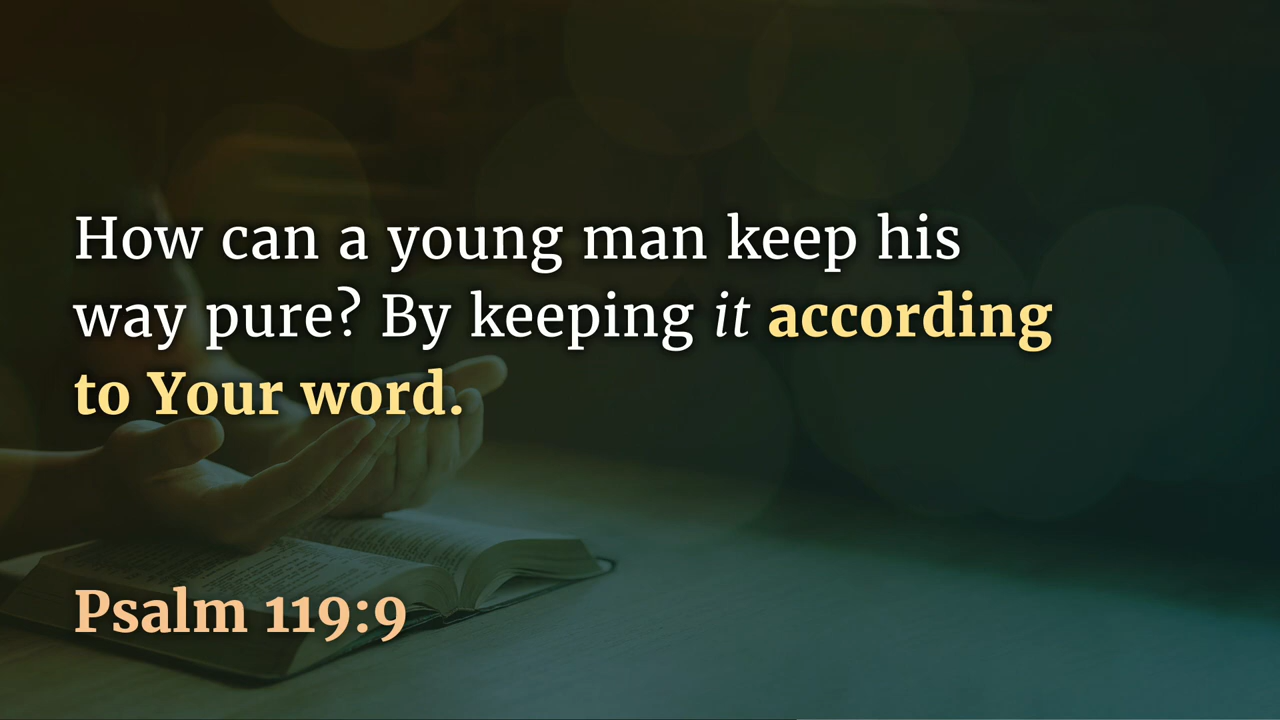 How can a young man keep his
way pure? By keeping it according
to Your word.
Psalm 119:9